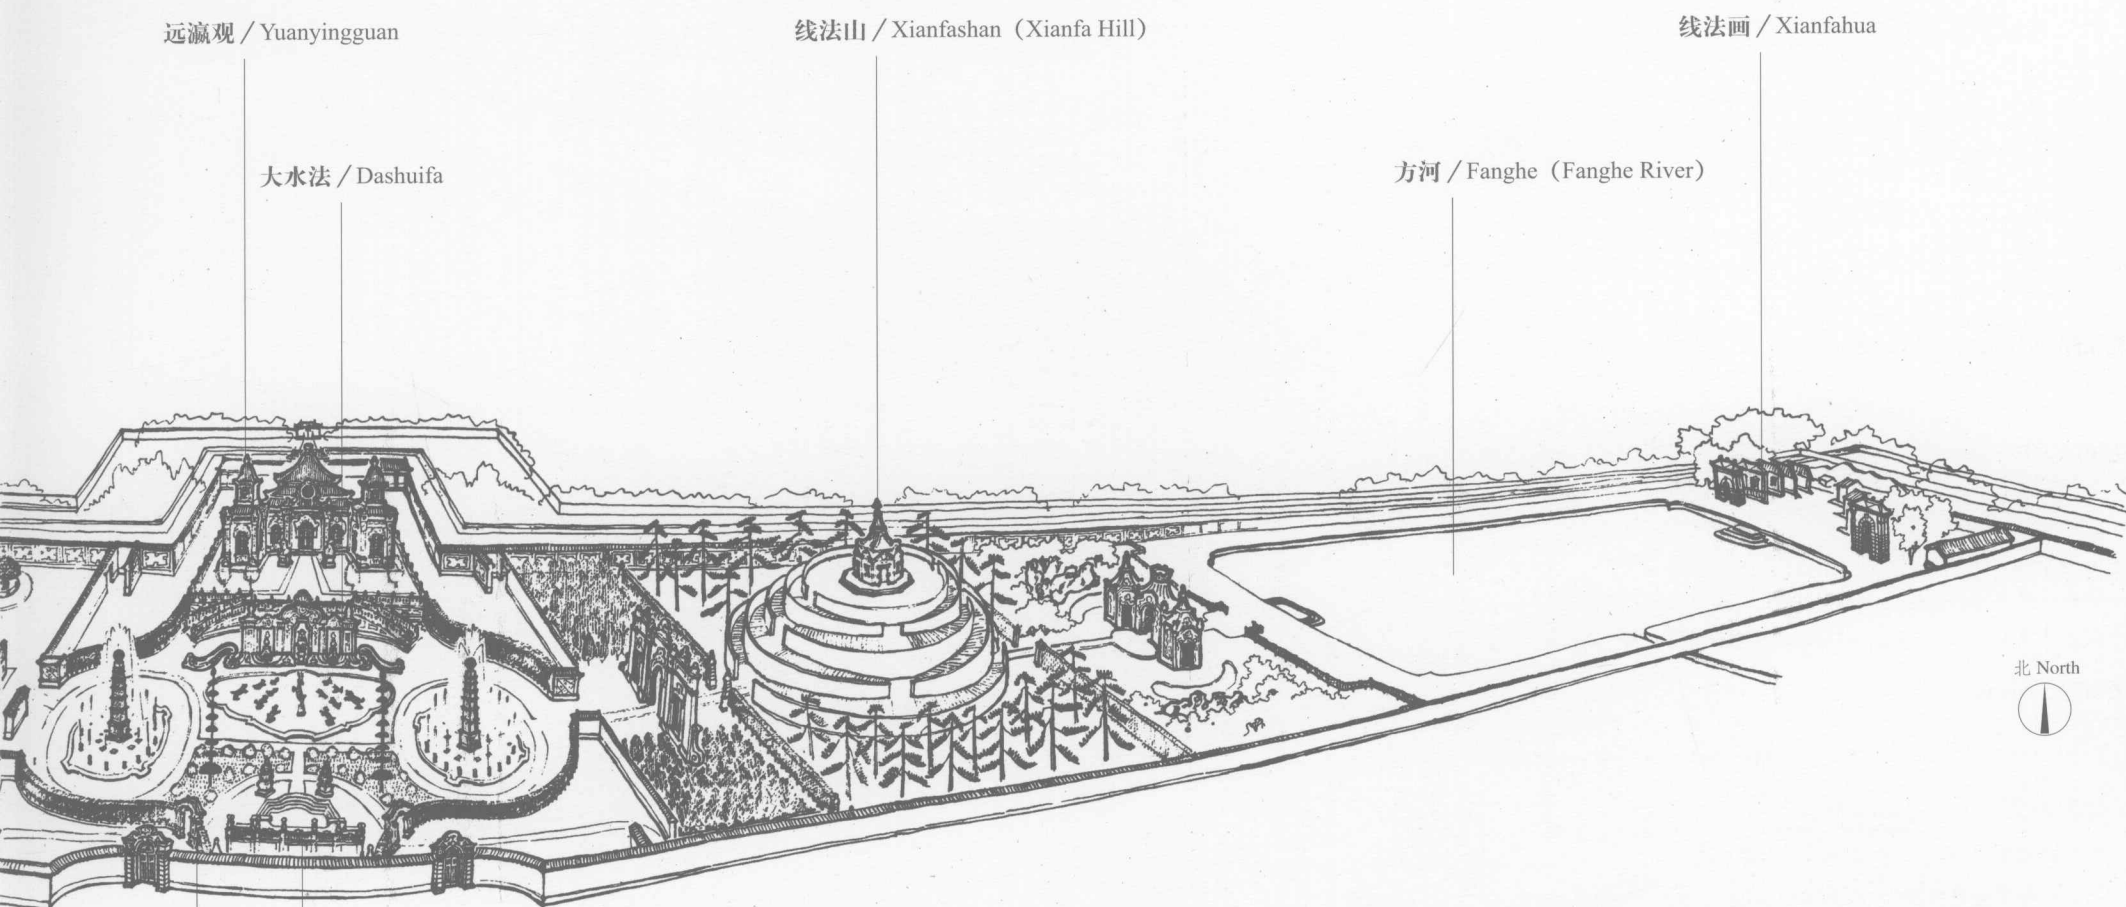 远瀛观 / Yuanyingguan
线法山 / Xianfashan (Xianfa Hill)
线法画 / Xianfahua
大水法 / Dashuifa
方河 / Fanghe (Fanghe River)
北 North